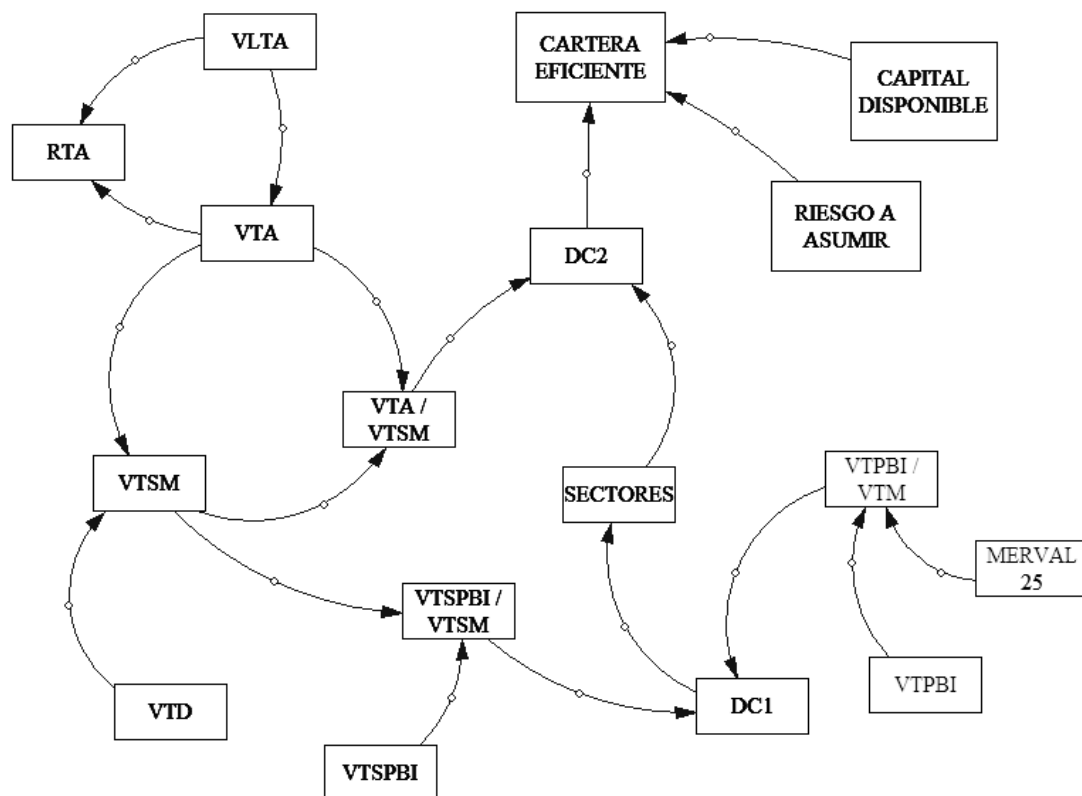 VLTA
CARTERA
EFICIENTE
CAPITAL
DISPONIBLE
RTA
RIESGO A
ASUMIR
VTA
DC2
VTA /
VTSM
VTSM
SECTORES
VTPBI /
VTM
MERVAL
25
VTSPBI /
VTSM
VTPBI
VTD
DC1
VTSPBI